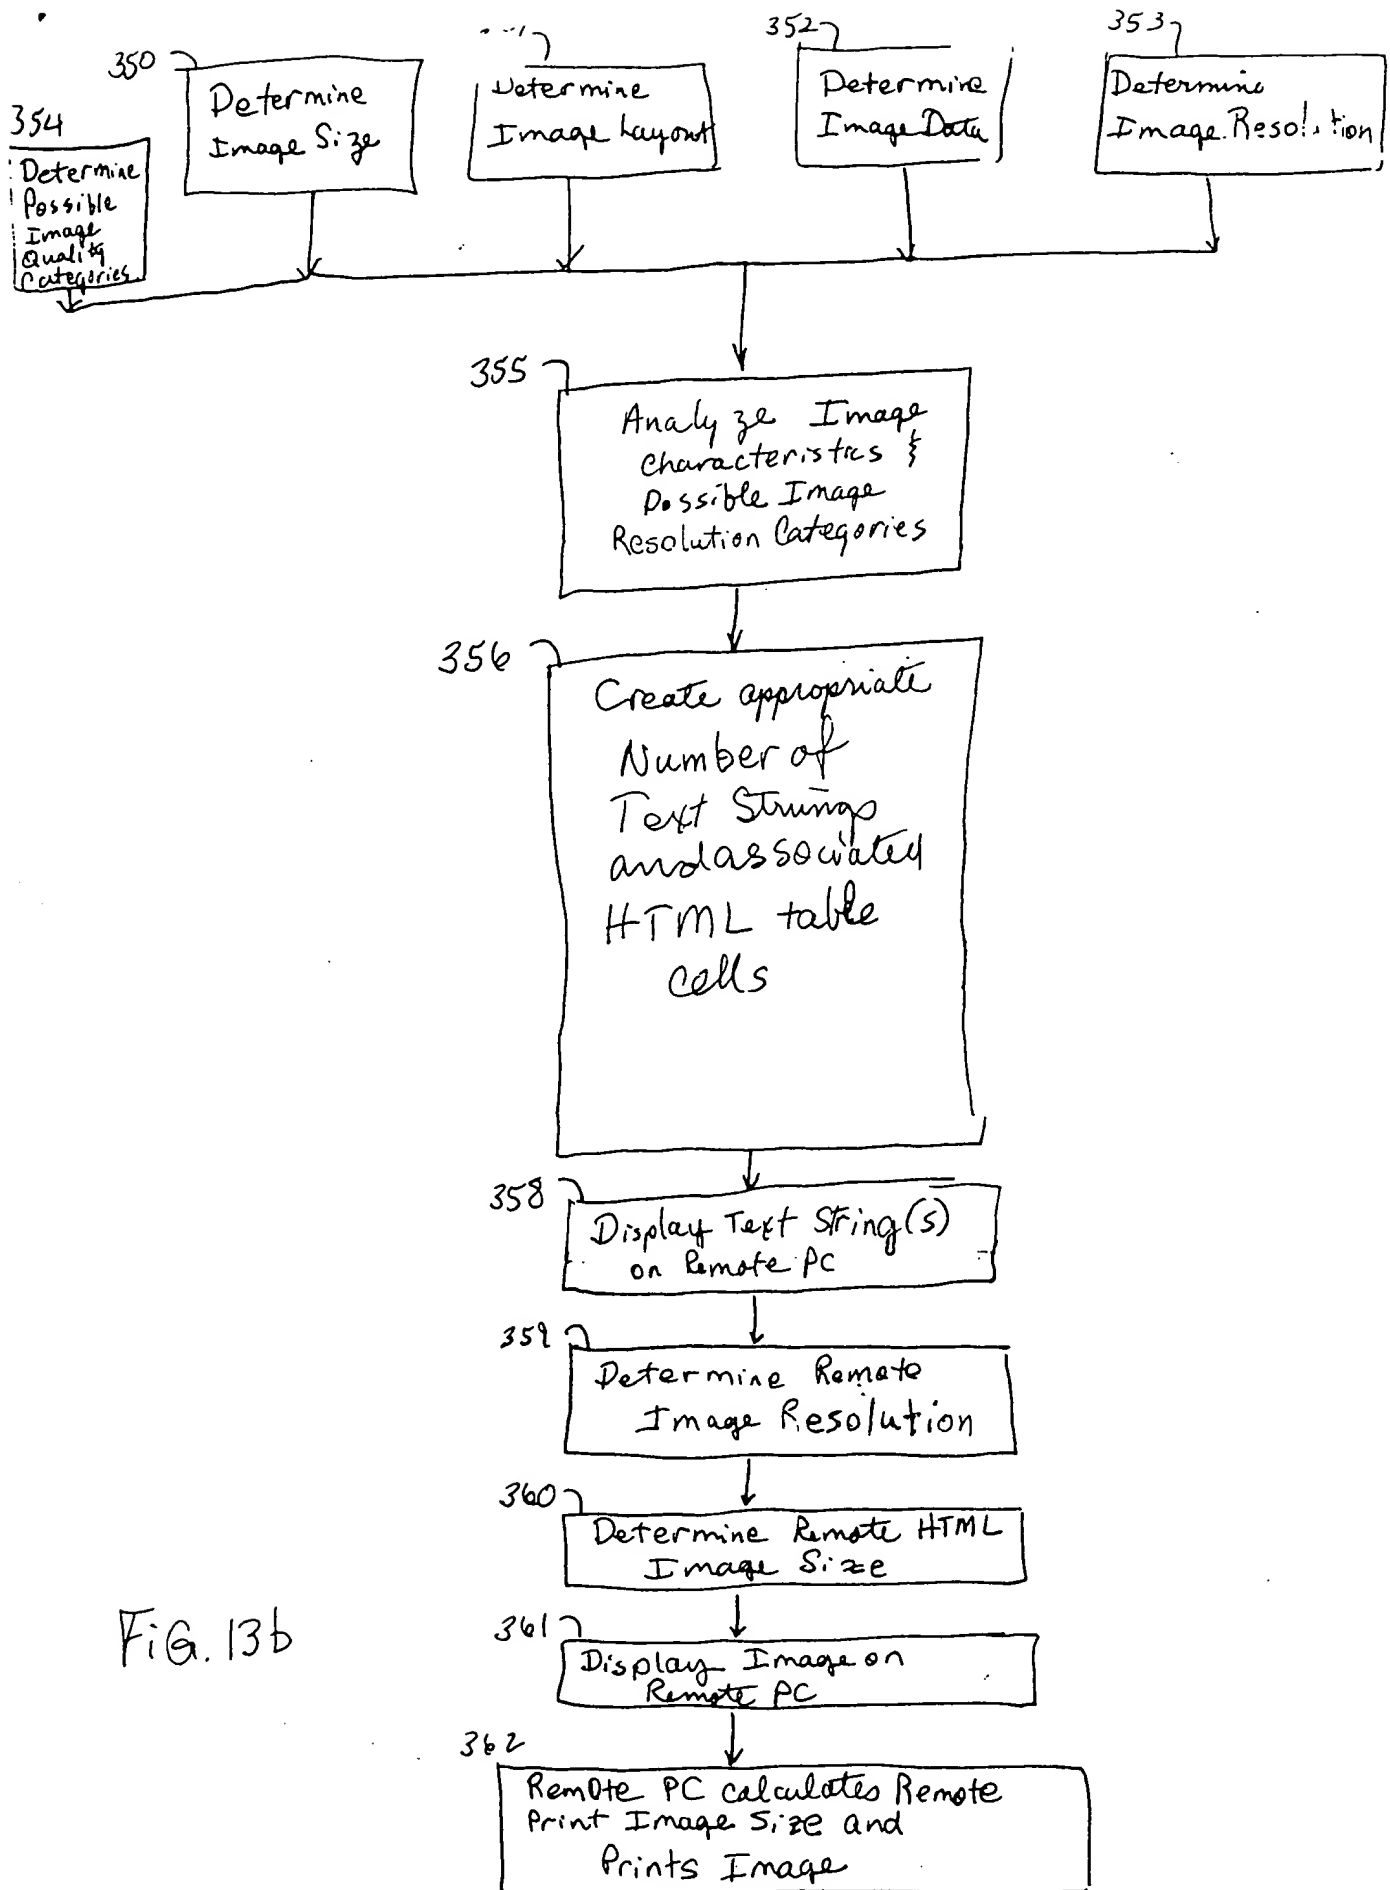 350
Determine
Image Size
Determine
Image Layout
352
Determine
Image Data
353
Determine
Image Resolution
354
Determine
Possible
Image
Quality
Categories
355
Analyze Image
Characteristics &
Possible Image
Resolution Categories
356
Create appropriate
Number of
Text Strings
and associated
HTML table
cells
358
Display Text String(s)
on Remote PC
359
Determine Remote
Image Resolution
360
Determine Remote HTML
Image Size
361
Display Image on
Remote PC
362
Remote PC calculates Remote
Print Image Size and
Prints Image
FiG. 13b